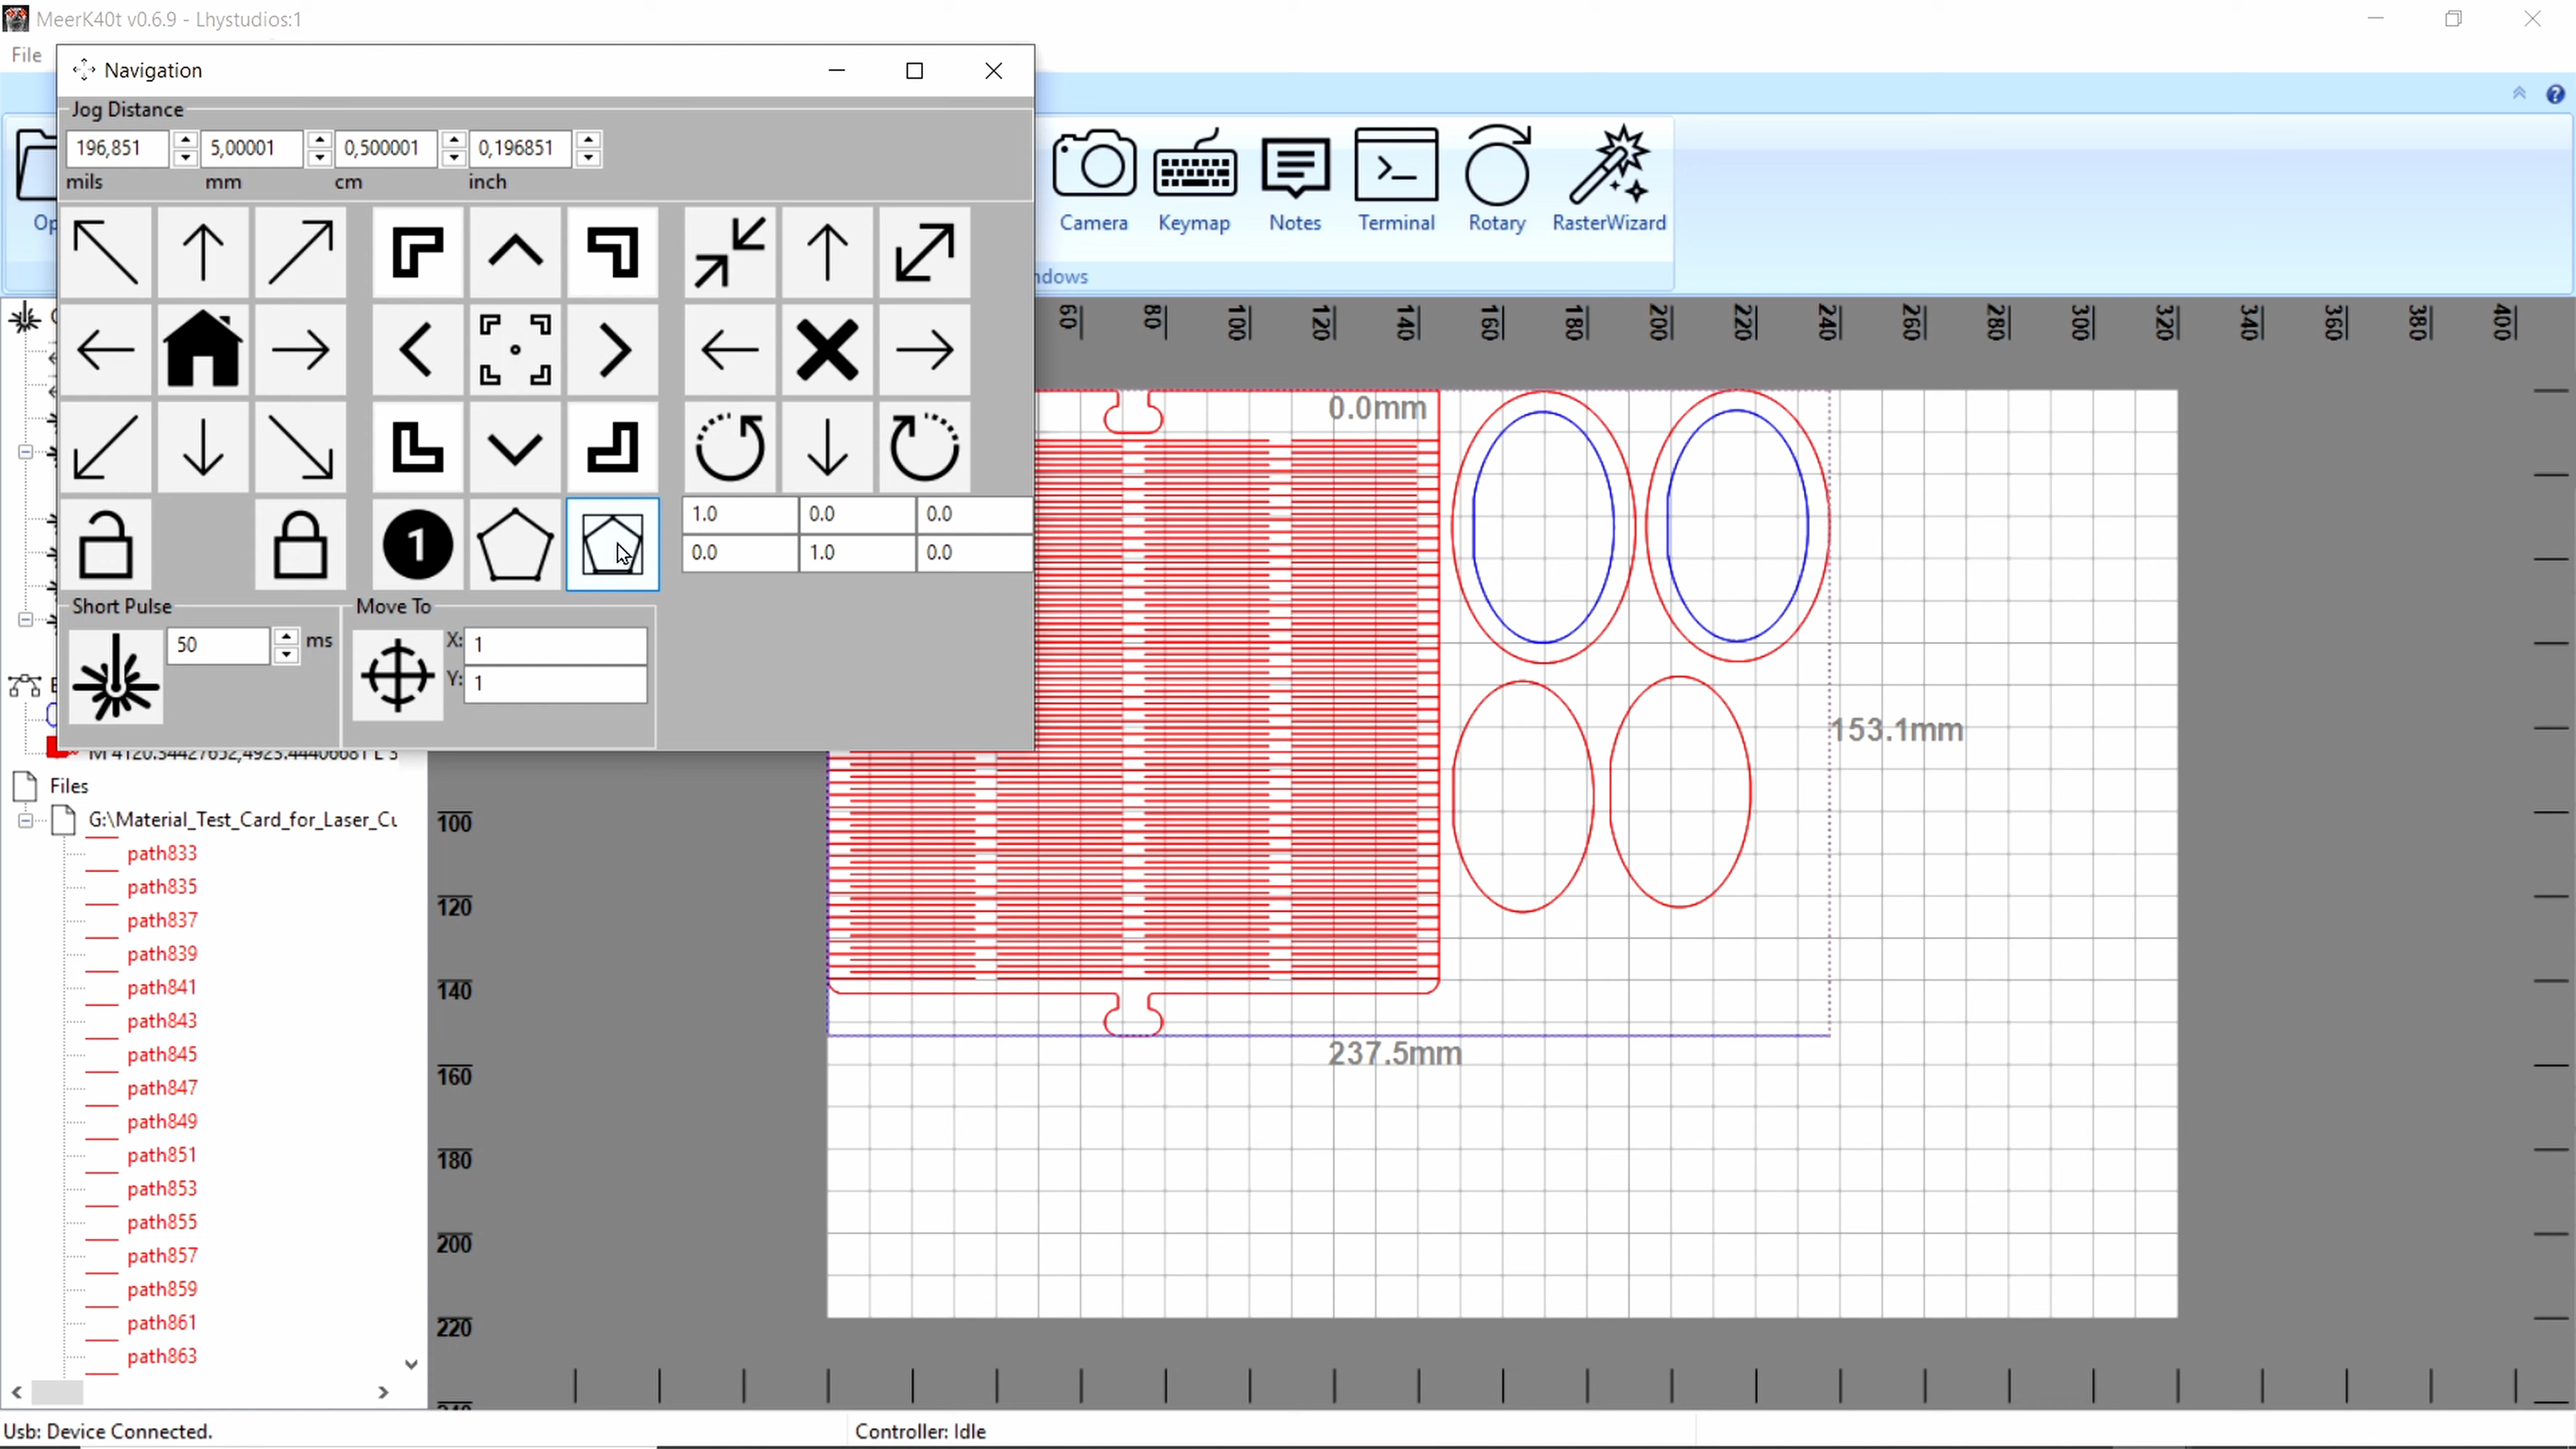 MeerK40t v0.6.9 - Lhystudios:1
File
Navigation
Jog Distance
196,851 5,00001 0,500001 0,196851
mils mm cm inch
Op
Camera Keymap Notes Terminal Rotary RasterWizard
ndows
60 80 100 120 140 160 180 200 220 240 260 280 300 320 340 360 380 400
1
1.0 0.0 0.0
0.0 1.0 0.0
Short Pulse
50 ms
Move To
X: 1
Y: 1
0.0mm
153.1mm
237.5mm
Files
G:\Material_Test_Card_for_Laser_Cu
path833
path835
path837
path839
path841
path843
path845
path847
path849
path851
path853
path855
path857
path859
path861
path863
100
120
140
160
180
200
220
240
Usb: Device Connected.
Controller: Idle